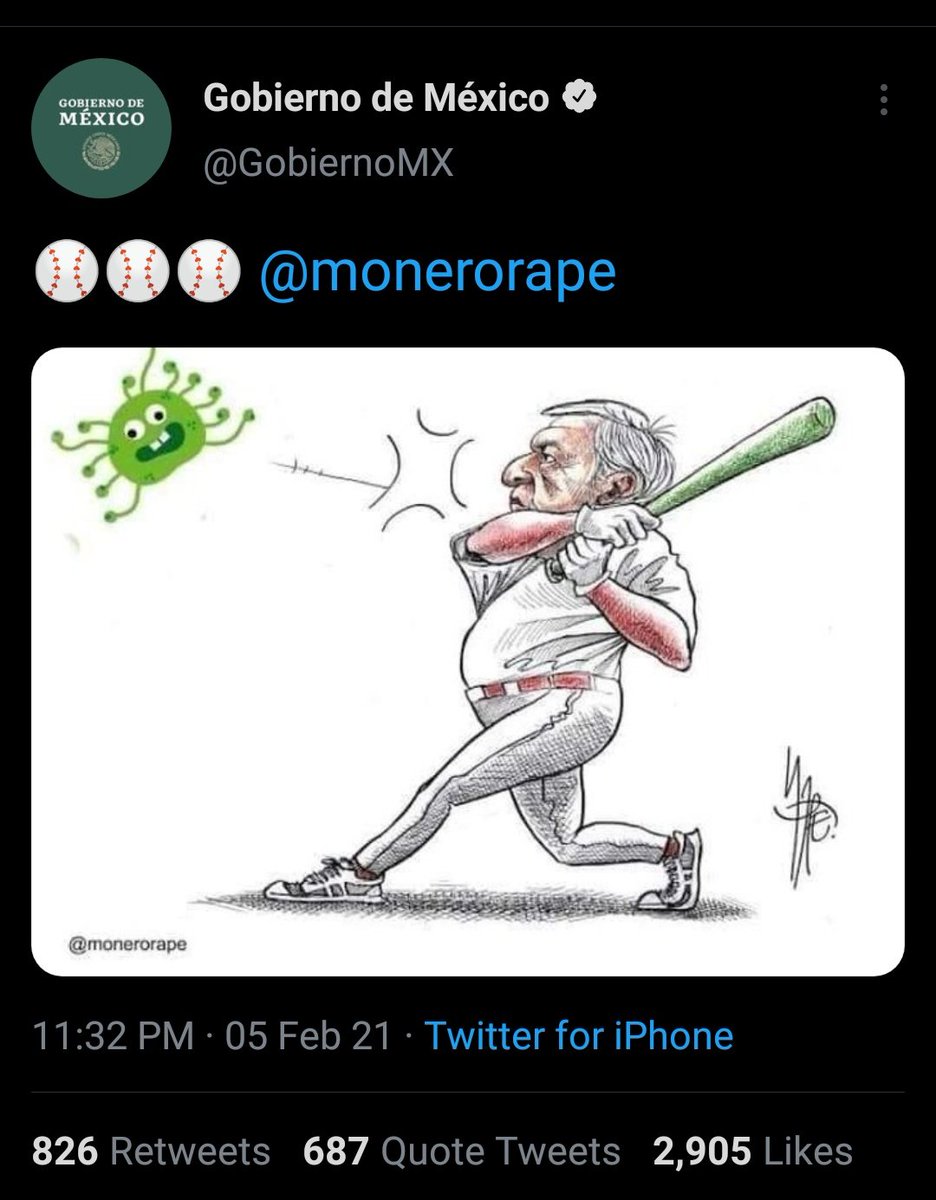 GOBIERNO DE
MÉXICO
Gobierno de México
@GobiernoMX
⚾⚾⚾ @monerorape
@monerorape
11:32 PM · 05 Feb 21 · Twitter for iPhone
826 Retweets 687 Quote Tweets 2,905 Likes